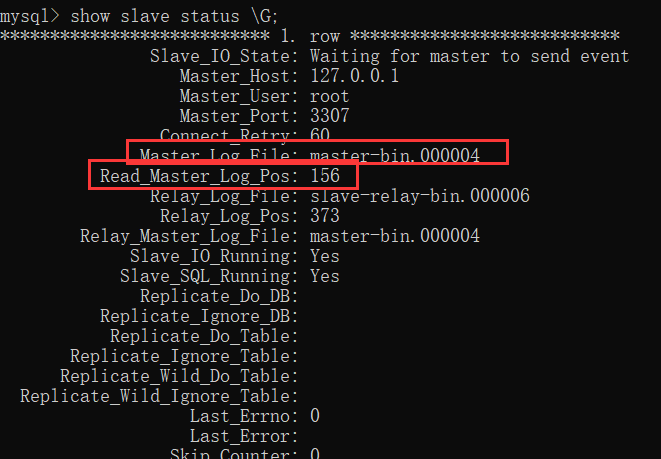 mysql> show slave status \G;
*************************** 1. row ***************************
Slave_IO_State: Waiting for master to send event
Master_Host: 127.0.0.1
Master_User: root
Master_Port: 3307
Connect_Retry: 60
Master_Log_File: master-bin.000004
Read_Master_Log_Pos: 156
Relay_Log_File: slave-relay-bin.000006
Relay_Log_Pos: 373
Relay_Master_Log_File: master-bin.000004
Slave_IO_Running: Yes
Slave_SQL_Running: Yes
Replicate_Do_DB:
Replicate_Ignore_DB:
Replicate_Do_Table:
Replicate_Ignore_Table:
Replicate_Wild_Do_Table:
Replicate_Wild_Ignore_Table:
Last_Errno: 0
Last_Error:
Skip_Counter: 0